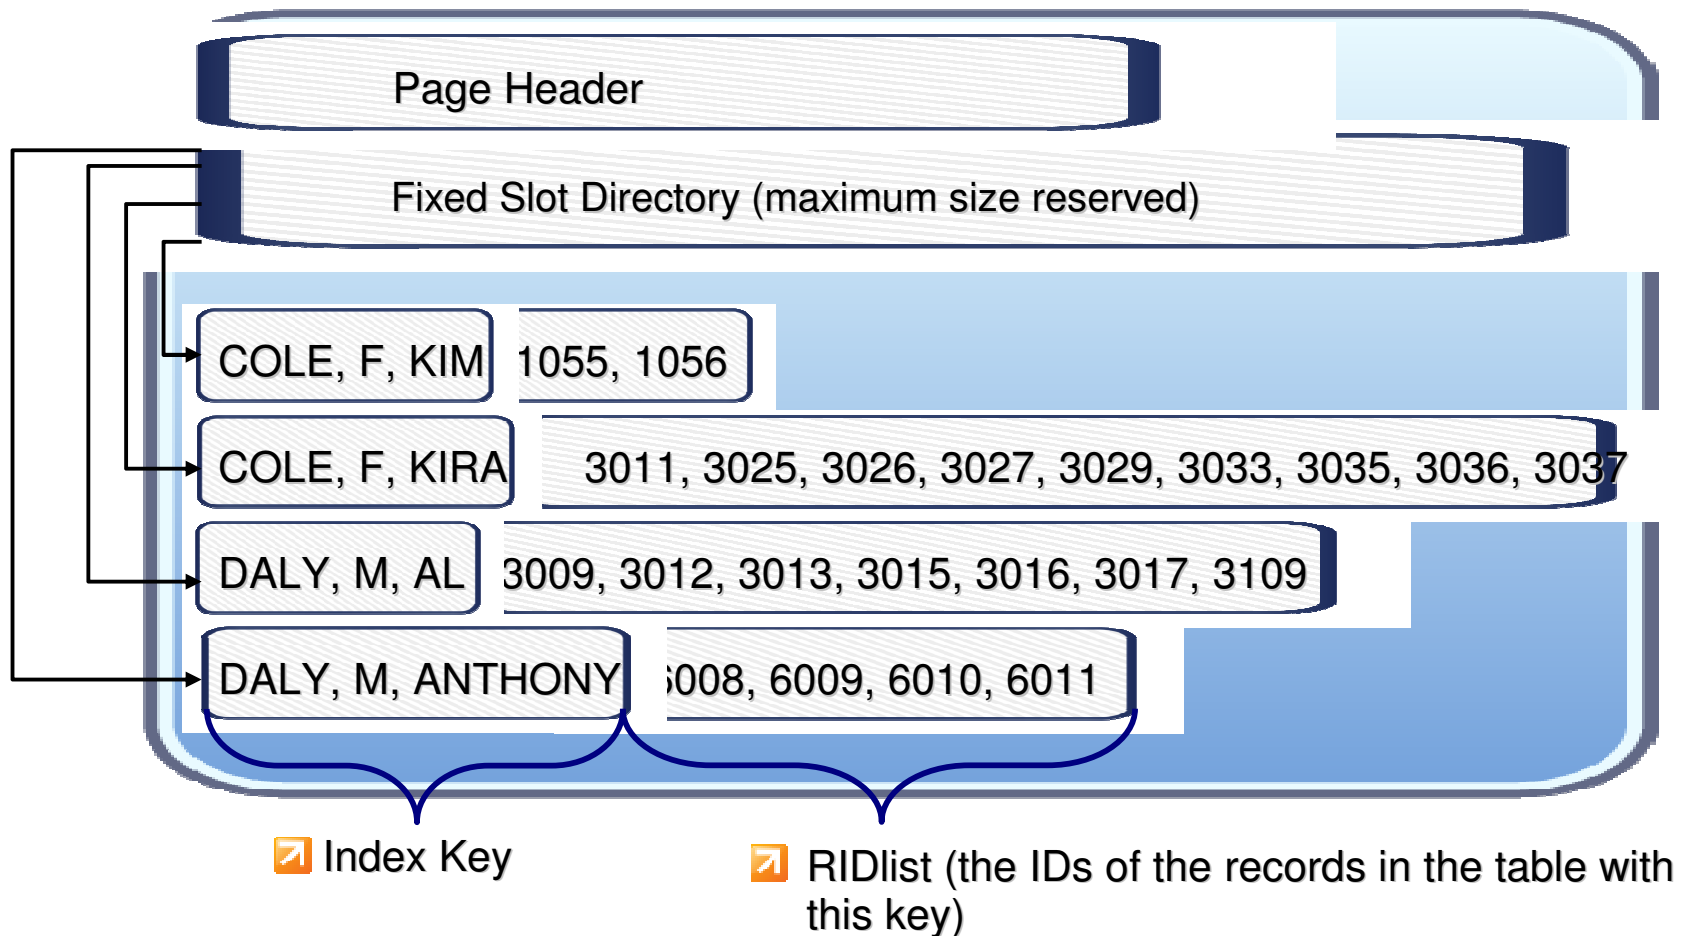 Page Header
Fixed Slot Directory (maximum size reserved)
COLE, F, KIM 1055, 1056
COLE, F, KIRA 3011, 3025, 3026, 3027, 3029, 3033, 3035, 3036, 3037
DALY, M, AL 3009, 3012, 3013, 3015, 3016, 3017, 3109
DALY, M, ANTHONY 6008, 6009, 6010, 6011
Index Key
RIDlist (the IDs of the records in the table with
this key)